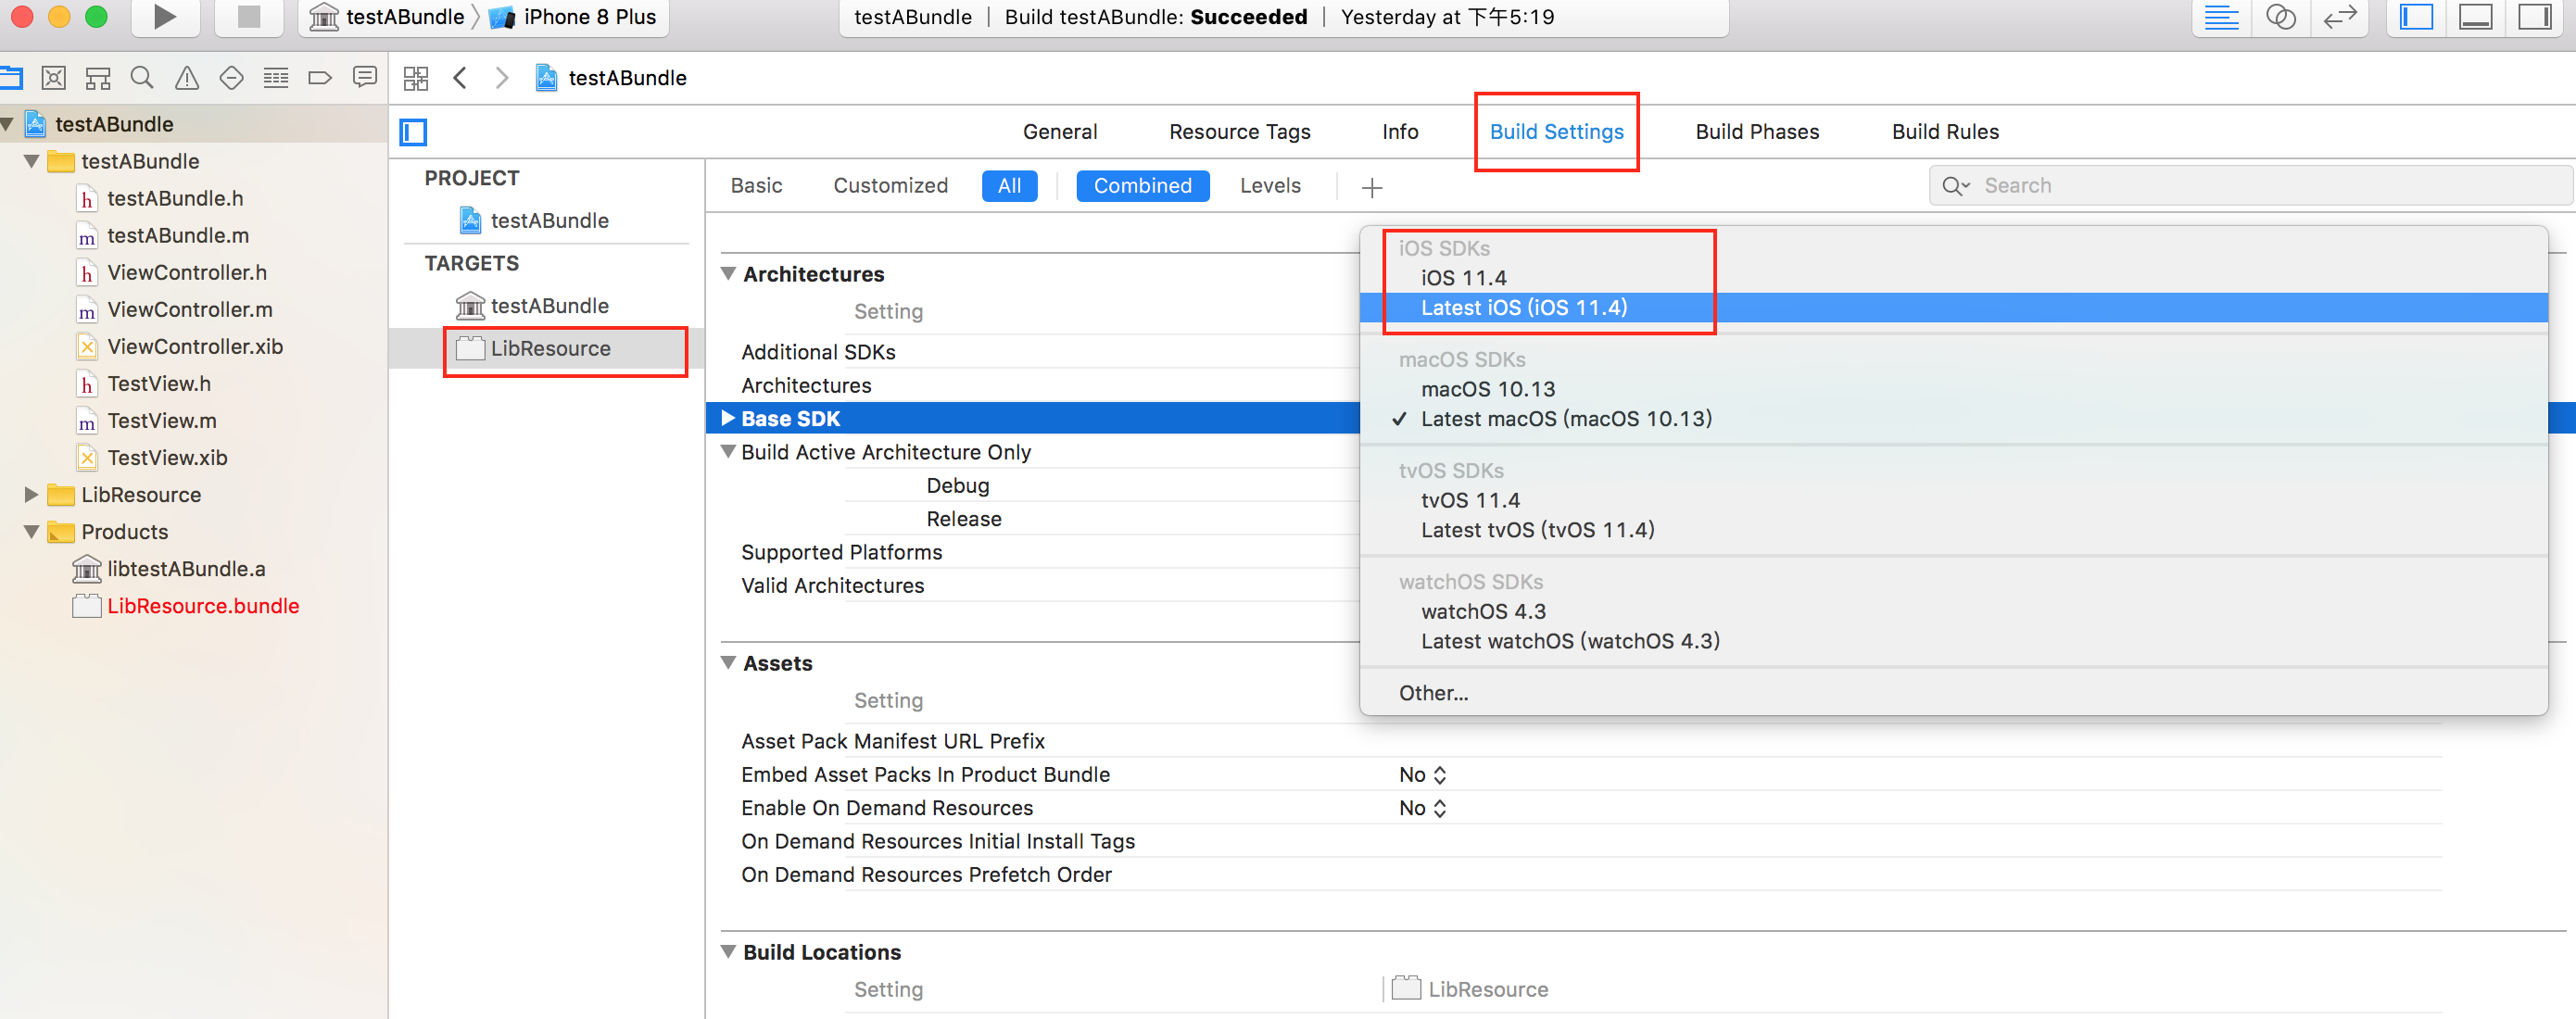 testABundle
iPhone 8 Plus
testABundle | Build testABundle: Succeeded | Yesterday at 下午5:19
testABundle
testABundle
testABundle
testABundle.h
testABundle.m
ViewController.h
ViewController.m
ViewController.xib
TestView.h
TestView.m
TestView.xib
LibResource
Products
libtestABundle.a
LibResource.bundle
General
Resource Tags
Info
Build Settings
Build Phases
Build Rules
PROJECT
testABundle
TARGETS
testABundle
LibResource
Basic
Customized
All
Combined
Levels
Search
Architectures
Setting
Additional SDKs
Architectures
Base SDK
Build Active Architecture Only
Debug
Release
Supported Platforms
Valid Architectures
iOS SDKs
iOS 11.4
Latest iOS (iOS 11.4)
macOS SDKs
macOS 10.13
✓ Latest macOS (macOS 10.13)
tvOS SDKs
tvOS 11.4
Latest tvOS (tvOS 11.4)
watchOS SDKs
watchOS 4.3
Latest watchOS (watchOS 4.3)
Other...
Assets
Setting
Asset Pack Manifest URL Prefix
Embed Asset Packs In Product Bundle No
Enable On Demand Resources No
On Demand Resources Initial Install Tags
On Demand Resources Prefetch Order
Build Locations
Setting
LibResource